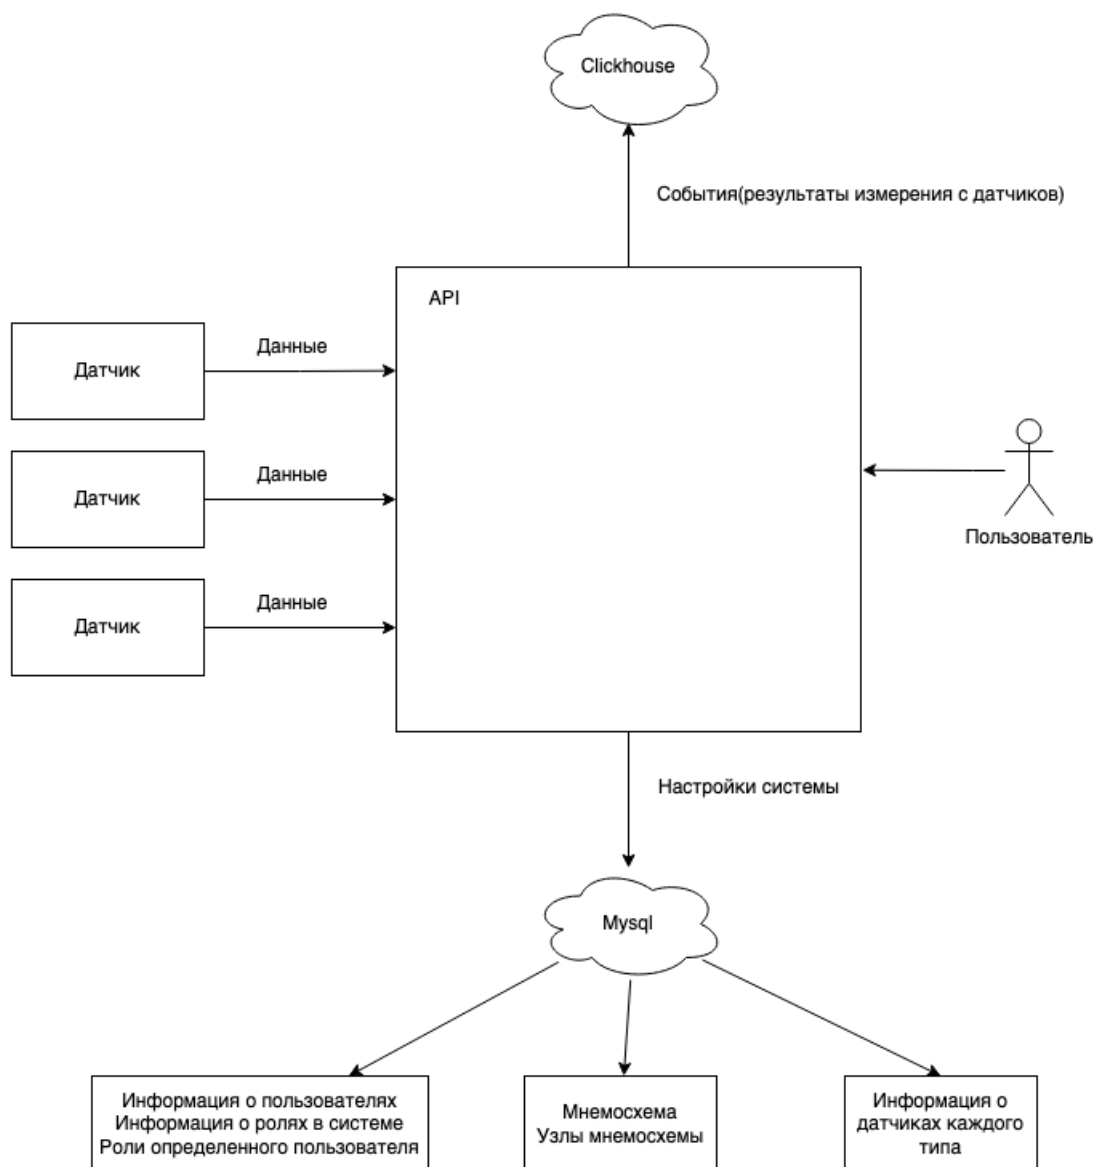 Clickhouse
События(результаты измерения с датчиков)
API
Данные
Датчик
Данные
Датчик
Пользователь
Данные
Датчик
Настройки системы
Mysql
Информация о пользователях
Информация о ролях в системе
Роли определенного пользователя
Мнемосхема
Узлы мнемосхемы
Информация о
датчиках каждого
типа